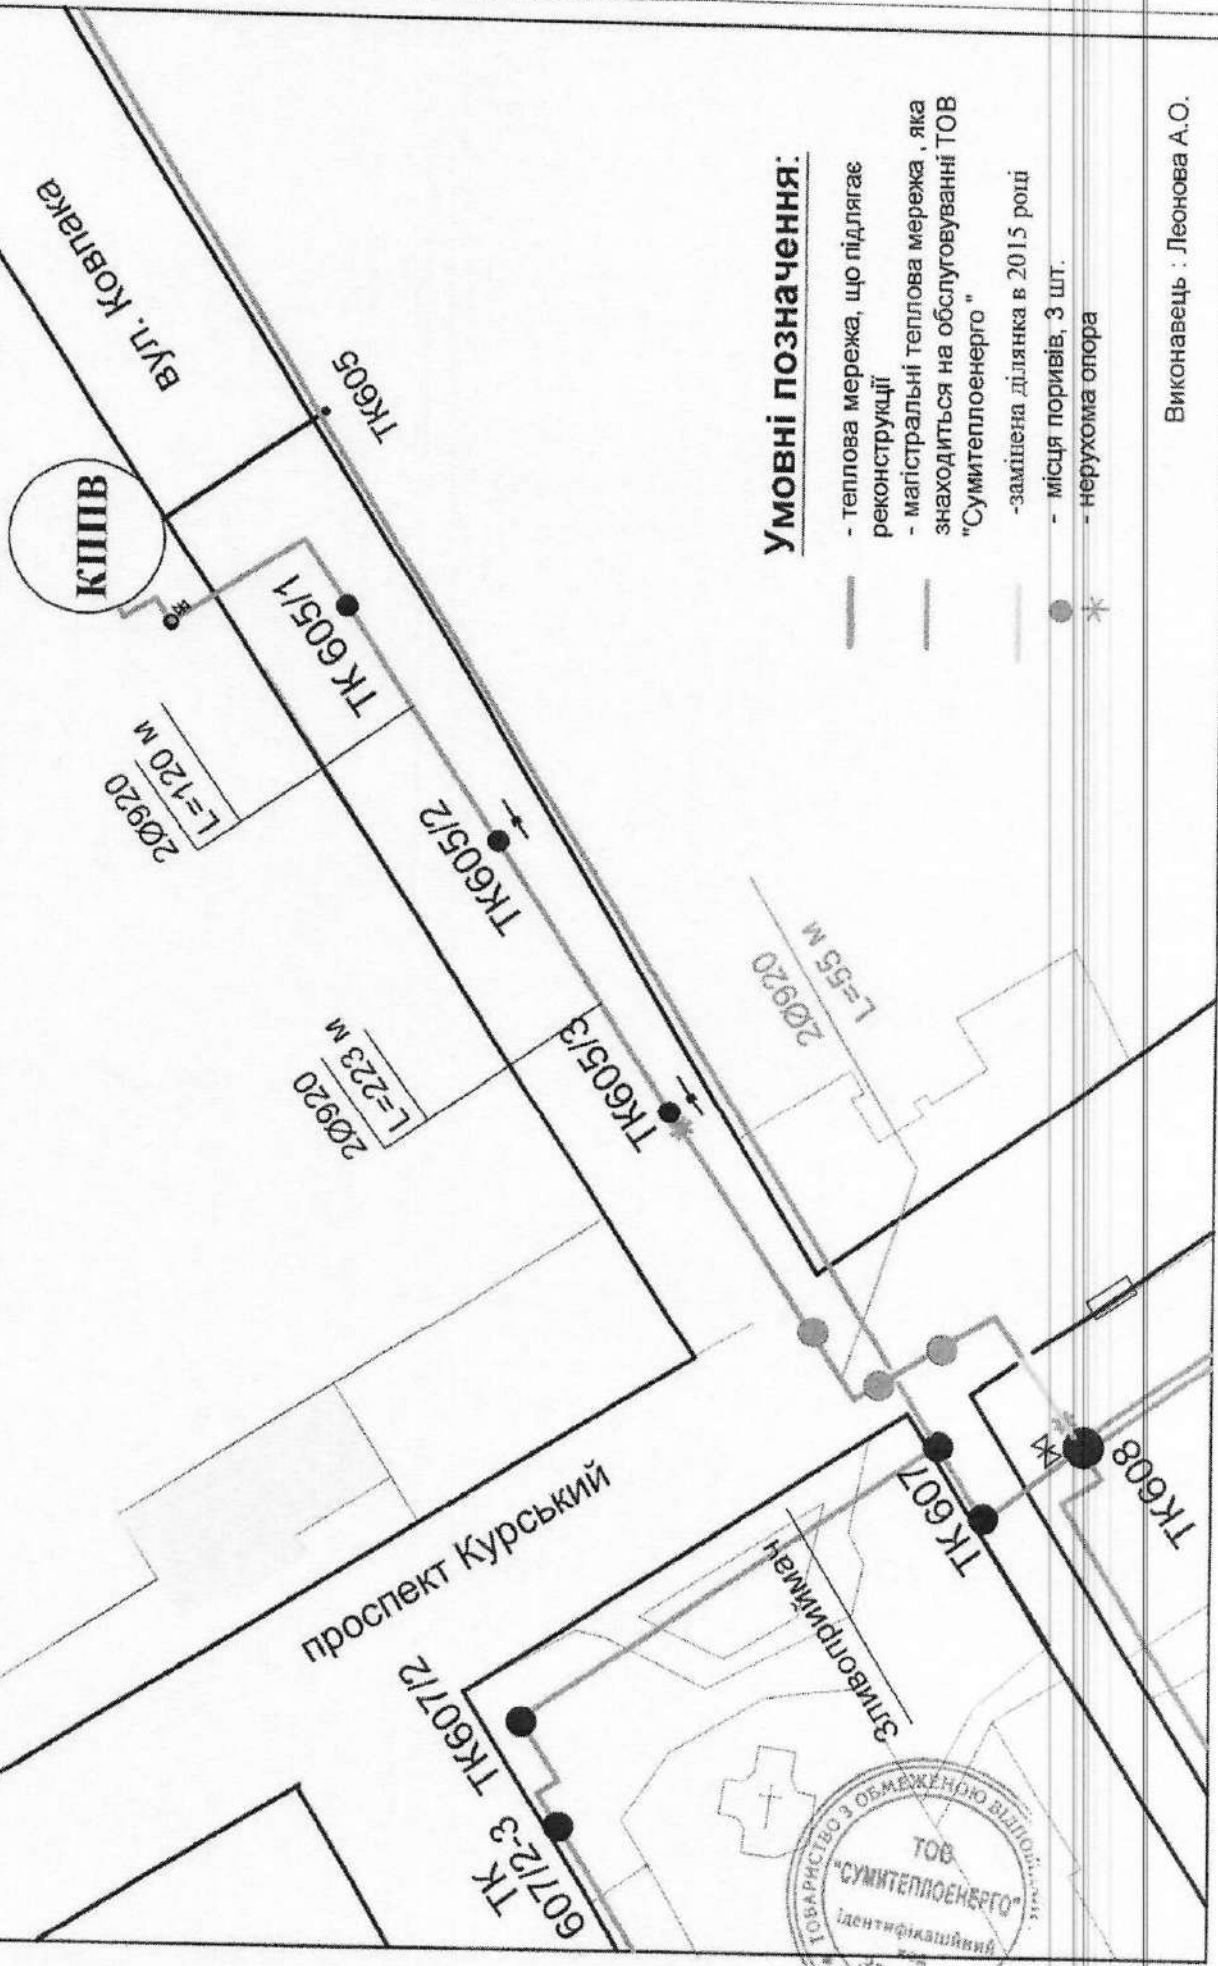 Вул. Ковпака
КППВ
ТК605
ТК 605/1
2Ø920
L=120 м
ТК605/2
2Ø920
L=223 м
ТК605/3
2Ø920
L=55 м
проспект Курський
ТК607/2
ТК
607/2-3
ТК 607
Зливоприймач
ТК608
Умовні позначення:
- теплова мережа, що підлягає
реконструкції
- магістральні теплова мережа , яка
знаходиться на обслуговуванні ТОВ
"Сумитеплоенерго"
-замінена ділянка в 2015 році
- місця поривів, 3 шт.
- нерухома опора
Виконавець : Леонова А.О.
ТОВАРИСТВО З ОБМЕЖЕНОЮ
ТОВ
"СУМИТЕПЛОЕНЕРГО"
Ідентифікаційний
код